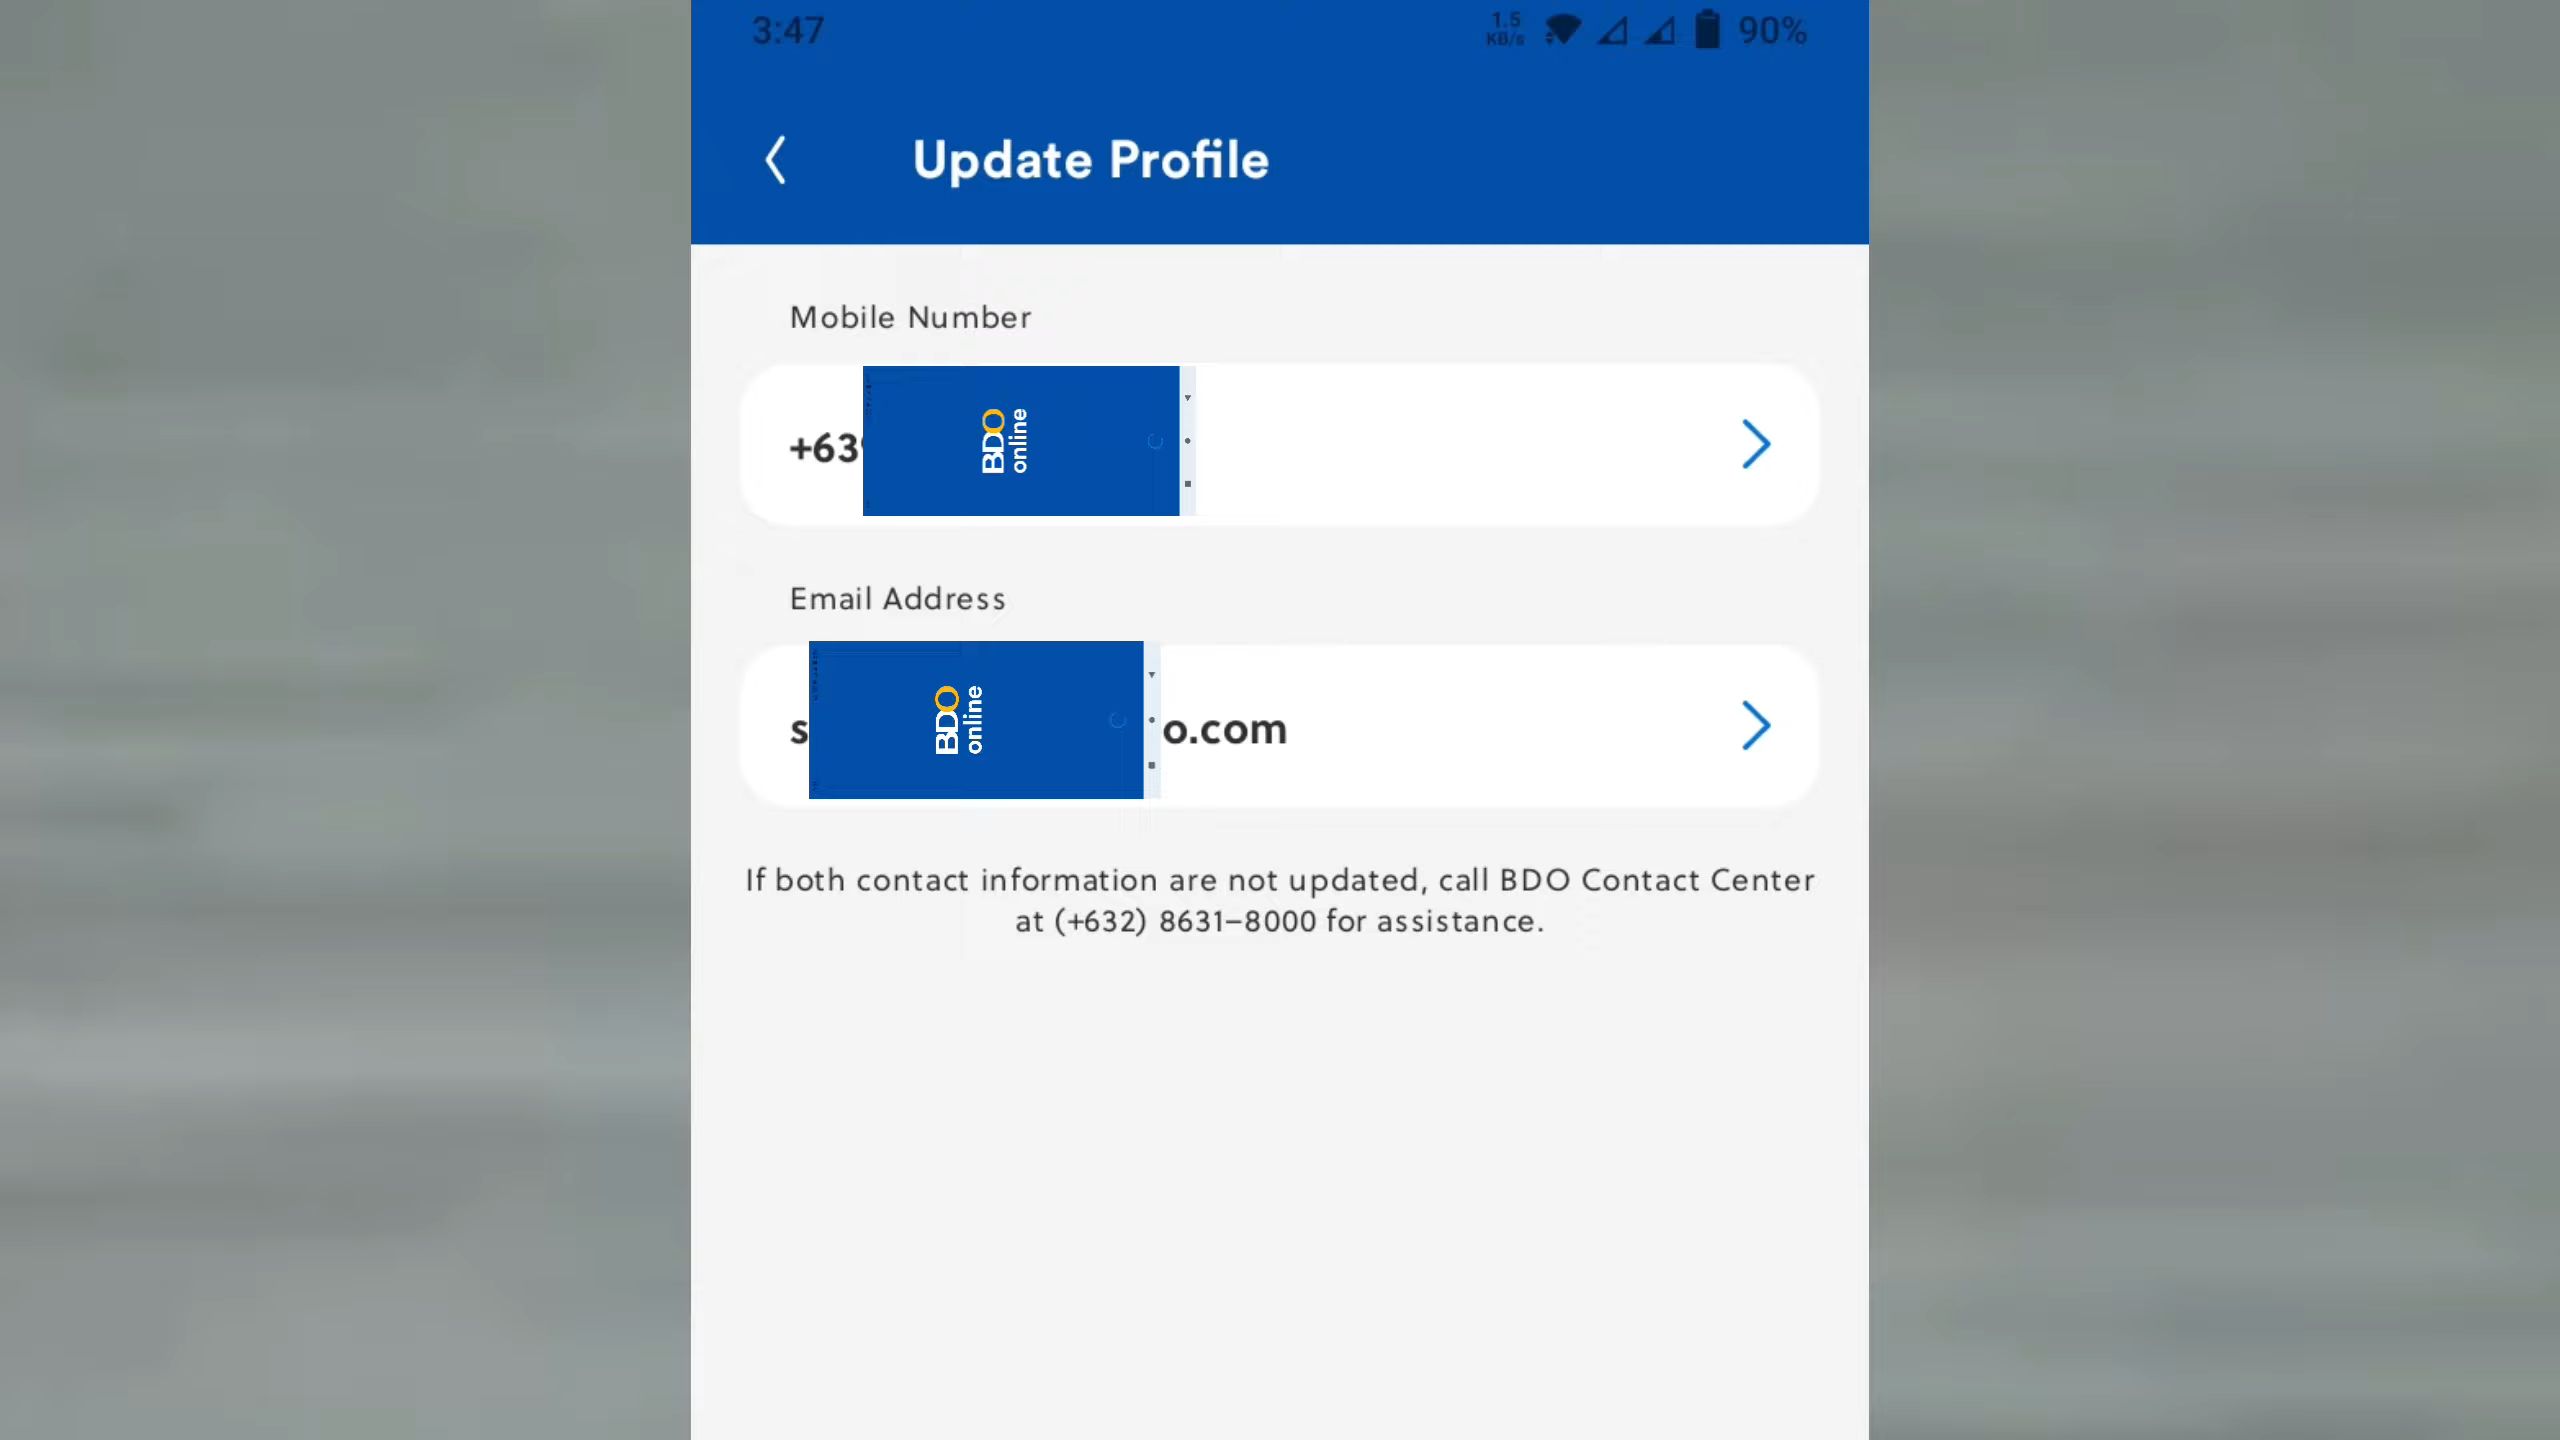 3:47
1.5
KB/s
90%
Update Profile
Mobile Number
+639
BDO
online
Email Address
s
BDO
online
o.com
If both contact information are not updated, call BDO Contact Center
at (+632) 8631–8000 for assistance.